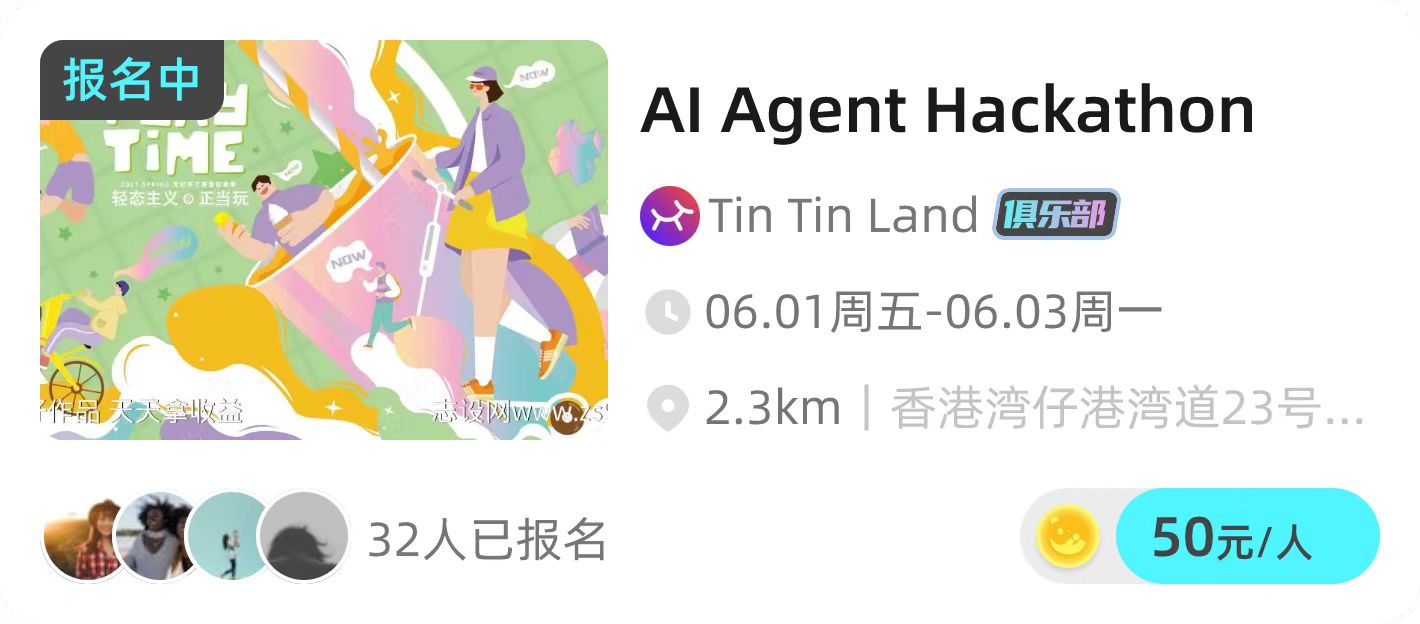 报名中
TIME
轻态主义 正当玩
NOW
NOW
NOW
作品 天天拿收益
志设网www.zs9
AI Agent Hackathon
Tin Tin Land 俱乐部
06.01周五-06.03周一
2.3km | 香港湾仔港湾道23号...
32人已报名
50元/人